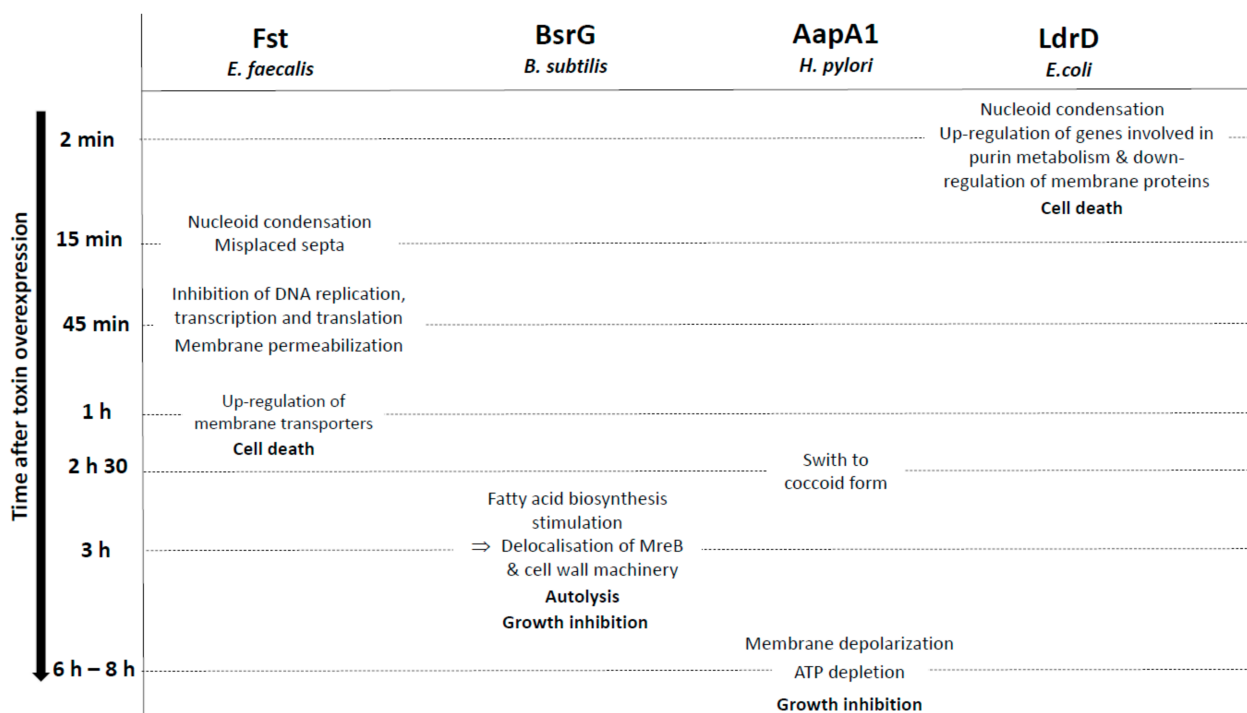 Fst
E. faecalis
BsrG
B. subtilis
AapA1
H. pylori
LdrD
E.coli
Time after toxin overexpression
2 min
Nucleoid condensation
Up-regulation of genes involved in
purin metabolism & down-
regulation of membrane proteins
Cell death
15 min
Nucleoid condensation
Misplaced septa
45 min
Inhibition of DNA replication,
transcription and translation
Membrane permeabilization
1 h
Up-regulation of
membrane transporters
Cell death
2 h 30
Swith to
coccoid form
3 h
Fatty acid biosynthesis
stimulation
⇒ Delocalisation of MreB
& cell wall machinery
Autolysis
Growth inhibition
6 h – 8 h
Membrane depolarization
ATP depletion
Growth inhibition